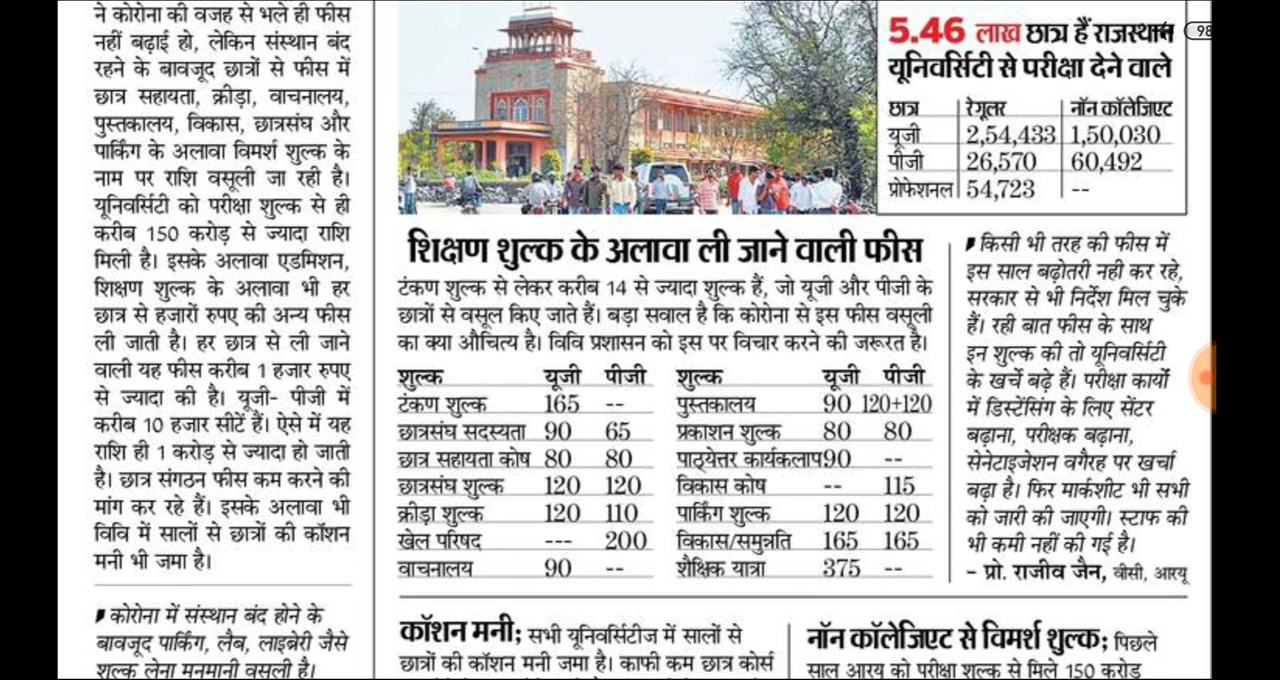 ने कोरोना की वजह से भले ही फीस
नहीं बढ़ाई हो, लेकिन संस्थान बंद
रहने के बावजूद छात्रों से फीस में
छात्र सहायता, क्रीड़ा, वाचनालय,
पुस्तकालय, विकास, छात्रसंघ और
पार्किंग के अलावा विमर्श शुल्क के
नाम पर राशि वसूली जा रही है।
यूनिवर्सिटी को परीक्षा शुल्क से ही
करीब 150 करोड़ से ज्यादा राशि
मिली है। इसके अलावा एडमिशन,
शिक्षण शुल्क के अलावा भी हर
छात्र से हजारों रुपए की अन्य फीस
ली जाती है। हर छात्र से ली जाने
वाली यह फीस करीब 1 हजार रुपए
से ज्यादा की है। यूजी- पीजी में
करीब 10 हजार सीटें हैं। ऐसे में यह
राशि ही 1 करोड़ से ज्यादा हो जाती
है। छात्र संगठन फीस कम करने की
मांग कर रहे हैं। इसके अलावा भी
विवि में सालों से छात्रों की कॉशन
मनी भी जमा है।
कोरोना में संस्थान बंद होने के
बावजूद पार्किंग, लैब, लाइब्रेरी जैसे
शुल्क लेना मनमानी वसूली है।
5.46 लाख छात्र हैं राजस्थान
यूनिवर्सिटी से परीक्षा देने वाले
छात्र रेगूलर नॉन कॉलेजिएट
यूजी 2,54,433 1,50,030
पीजी 26,570 60,492
प्रोफेशनल 54,723 --
98
शिक्षण शुल्क के अलावा ली जाने वाली फीस
टंकण शुल्क से लेकर करीब 14 से ज्यादा शुल्क हैं, जो यूजी और पीजी के
छात्रों से वसूल किए जाते हैं। बड़ा सवाल है कि कोरोना से इस फीस वसूली
का क्या औचित्य है। विवि प्रशासन को इस पर विचार करने की जरूरत है।
शुल्क यूजी पीजी
टंकण शुल्क 165 --
छात्रसंघ सदस्यता 90 65
छात्र सहायता कोष 80 80
छात्रसंघ शुल्क 120 120
क्रीड़ा शुल्क 120 110
खेल परिषद --- 200
वाचनालय 90 --
शुल्क यूजी पीजी
पुस्तकालय 90 120+120
प्रकाशन शुल्क 80 80
पाठ्येत्तर कार्यकलाप90 --
विकास कोष -- 115
पार्किंग शुल्क 120 120
विकास/समुन्नति 165 165
शैक्षिक यात्रा 375 --
किसी भी तरह की फीस में
इस साल बढ़ोतरी नही कर रहे,
सरकार से भी निर्देश मिल चुके
हैं। रही बात फीस के साथ
इन शुल्क की तो यूनिवर्सिटी
के खर्चे बढ़े हैं। परीक्षा कार्यो
में डिस्टेंसिंग के लिए सेंटर
बढ़ाना, परीक्षक बढ़ाना,
सेनेटाइजेशन वगैरह पर खर्चा
बढ़ा है। फिर मार्कशीट भी सभी
को जारी की जाएगी। स्टाफ की
भी कमी नहीं की गई है।
- प्रो. राजीव जैन, वीसी, आरयू
कॉशन मनी; सभी यूनिवर्सिटीज में सालों से
छात्रों की कॉशन मनी जमा है। काफी कम छात्र कोर्स
नॉन कॉलेजिएट से विमर्श शुल्क; पिछले
साल आरयू को परीक्षा शुल्क से मिले 150 करोड़